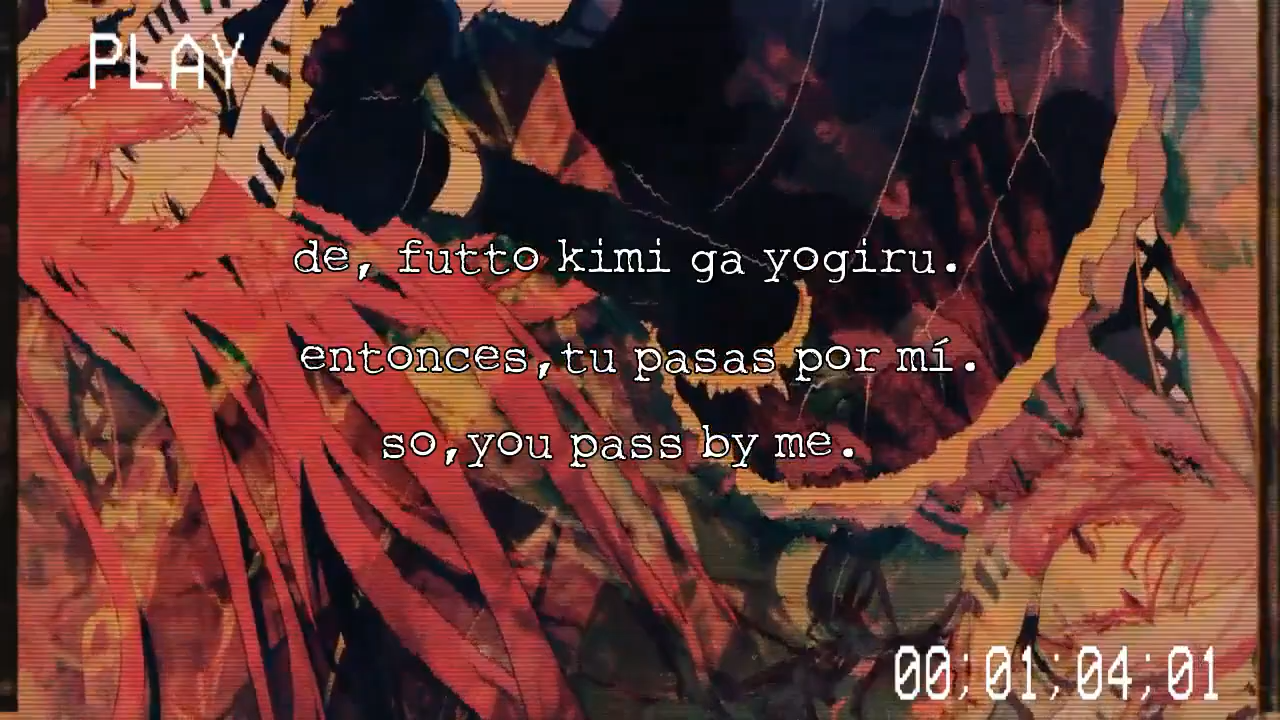 PLAY
de, futto kimi ga yogiru.
entonces,tu pasas por mí.
so,you pass by me.
00;01;04;01